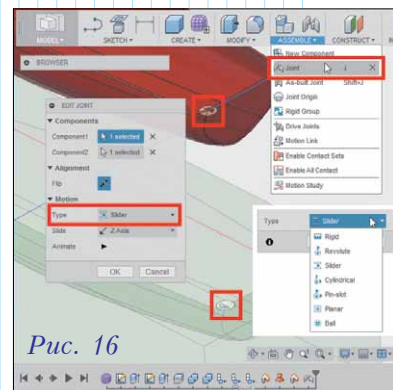 MODEL
SKETCH
CREATE
MODIFY
ASSEMBLE
CONSTRUCT
BROWSER
New Component
Joint J
As-built Joint Shift+J
Joint Origin
Rigid Group
Drive Joints
Motion Link
Enable Contact Sets
Enable All Contact
Motion Study
EDIT JOINT
Components
Component1 1 selected
Component2 1 selected
Alignment
Flip
Motion
Type Slider
Slide Z-Axis
Animate
OK Cancel
Type Slider
Rigid
Revolute
Slider
Cylindrical
Pin-slot
Planar
Ball
Рис. 16